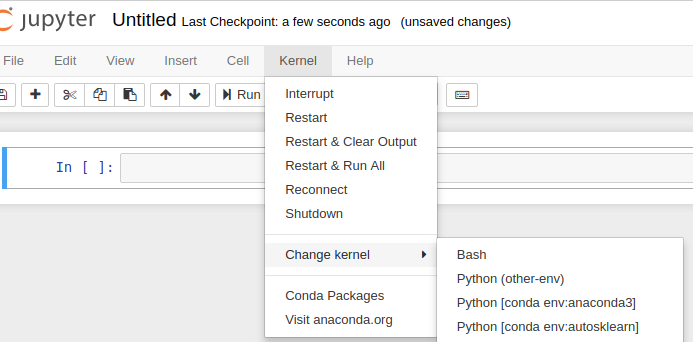 jupyter Untitled Last Checkpoint: a few seconds ago (unsaved changes)
File Edit View Insert Cell Kernel Help
Run
In [ ]:
Interrupt
Restart
Restart & Clear Output
Restart & Run All
Reconnect
Shutdown
Change kernel
Conda Packages
Visit anaconda.org
Bash
Python (other-env)
Python [conda env:anaconda3]
Python [conda env:autosklearn]